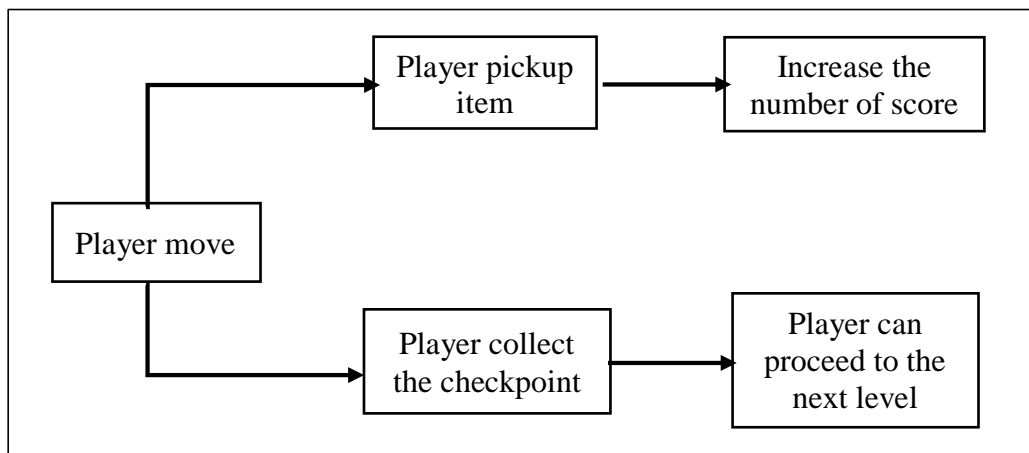 Player pickup
item
Increase the
number of score
Player move
Player collect
the checkpoint
Player can
proceed to the
next level